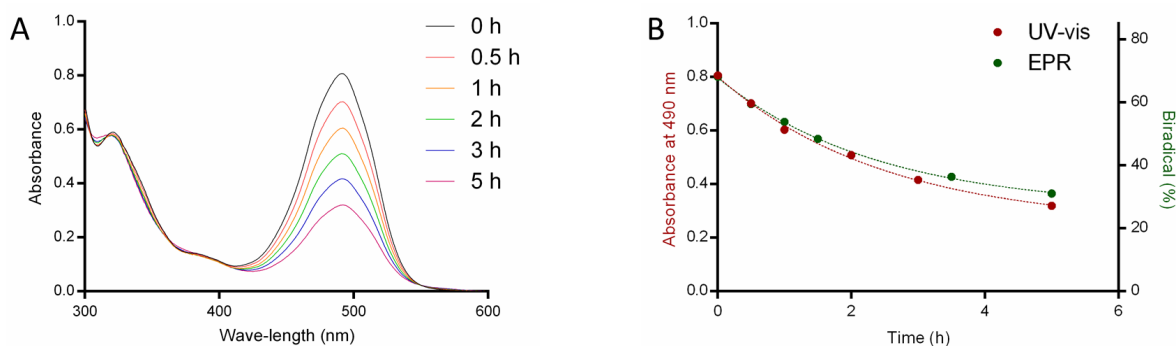 A
1.0
0.8
0.6
0.4
0.2
0.0
Absorbance
300
400
500
600
Wave-length (nm)
0 h
0.5 h
1 h
2 h
3 h
5 h
B
1.0
0.8
0.6
0.4
0.2
0.0
Absorbance at 490 nm
0
2
4
6
Time (h)
UV-vis
EPR
80
60
40
20
0
Biradical (%)